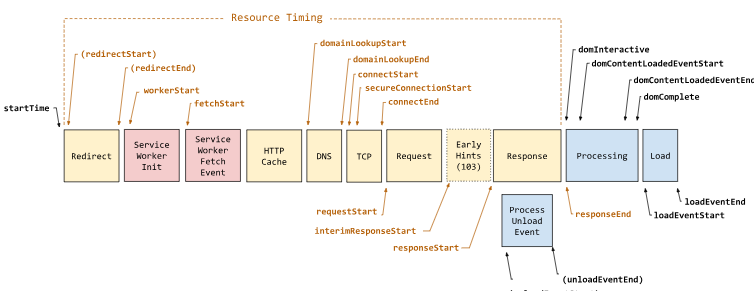 Resource Timing
(redirectStart)
(redirectEnd)
workerStart
fetchStart
startTime
domainLookupStart
domainLookupEnd
connectStart
secureConnectionStart
connectEnd
domInteractive
domContentLoadedEventStart
domContentLoadedEventEnd
domComplete
Redirect
Service
Worker
Init
Service
Worker
Fetch
Event
HTTP
Cache
DNS
TCP
Request
Early
Hints
(103)
Response
Processing
Load
requestStart
interimResponseStart
responseStart
Process
Unload
Event
responseEnd
loadEventEnd
loadEventStart
(unloadEventEnd)